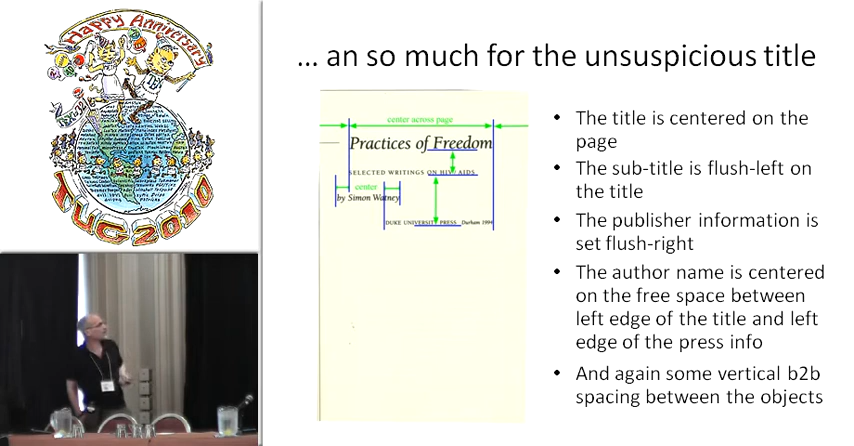 Happy Anniversary
TUG 2010
... an so much for the unsuspicious title
center across page
Practices of Freedom
SELECTED WRITINGS ON HIV/AIDS
center
by Simon Watney
DUKE UNIVERSITY PRESS Durham 1994
• The title is centered on the
page
• The sub-title is flush-left on
the title
• The publisher information is
set flush-right
• The author name is centered
on the free space between
left edge of the title and left
edge of the press info
• And again some vertical b2b
spacing between the objects